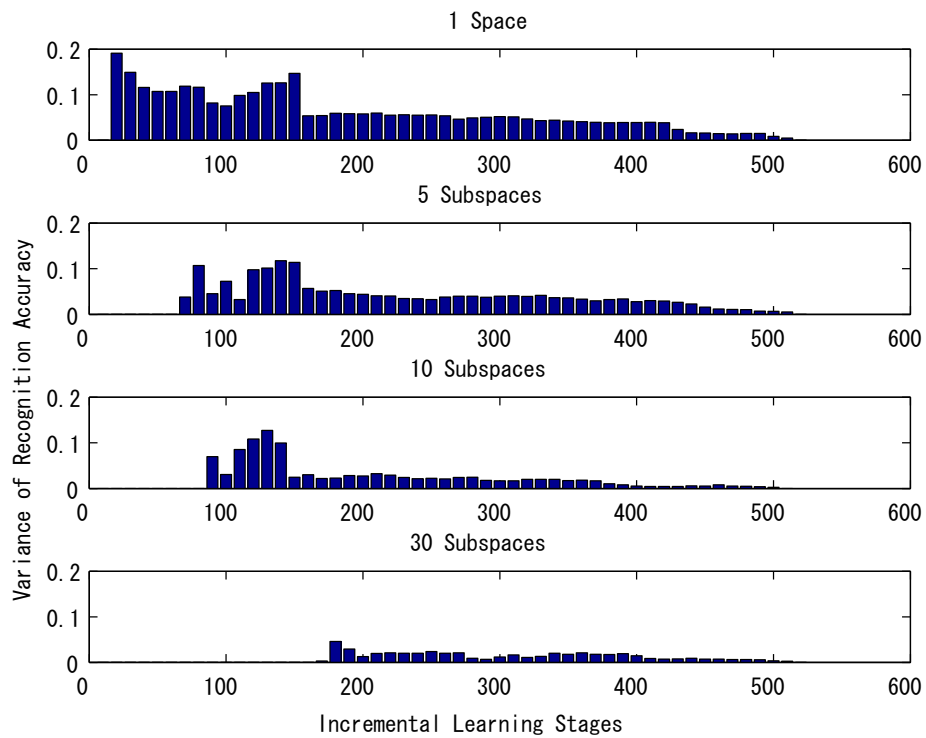 1 Space
0.2
0.1
0
0 100 200 300 400 500 600
5 Subspaces
0.2
0.1
0
0 100 200 300 400 500 600
10 Subspaces
0.2
0.1
0
0 100 200 300 400 500 600
30 Subspaces
0.2
0.1
0
0 100 200 300 400 500 600
Variance of Recognition Accuracy
Incremental Learning Stages